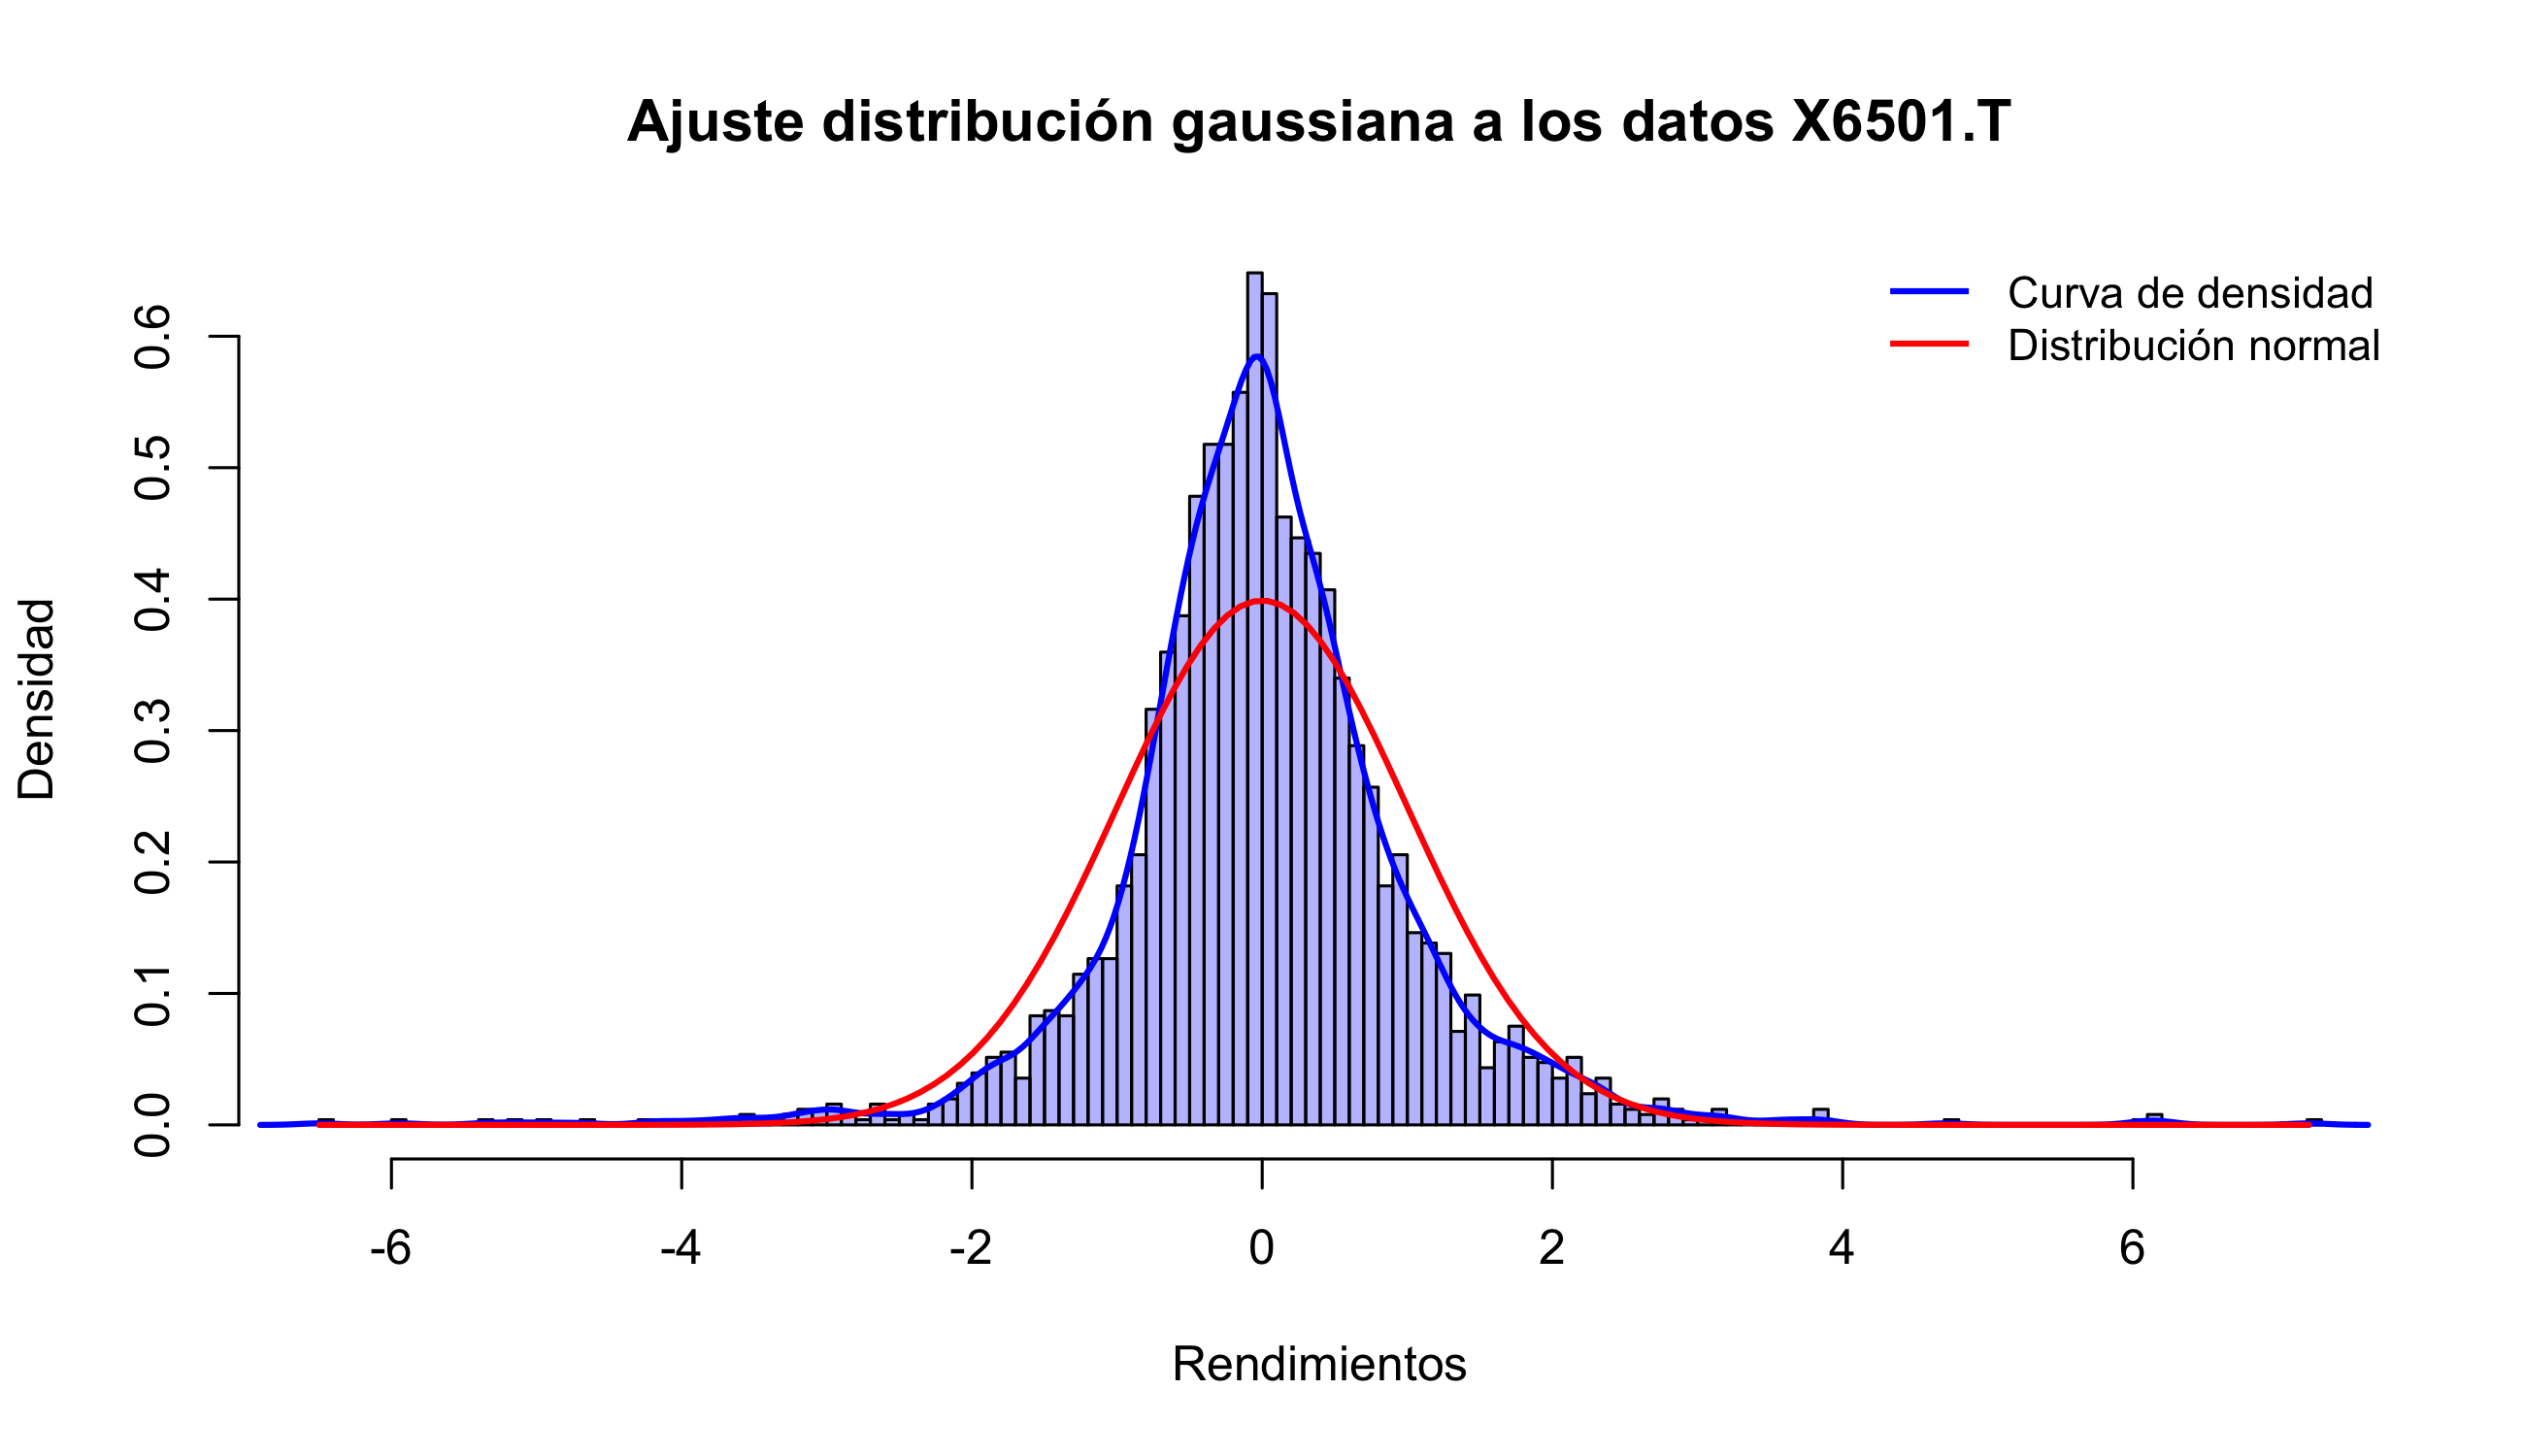 Ajuste distribución gaussiana a los datos X6501.T
Curva de densidad
Distribución normal
Densidad
0.6
0.5
0.4
0.3
0.2
0.1
0.0
-6 -4 -2 0 2 4 6
Rendimientos